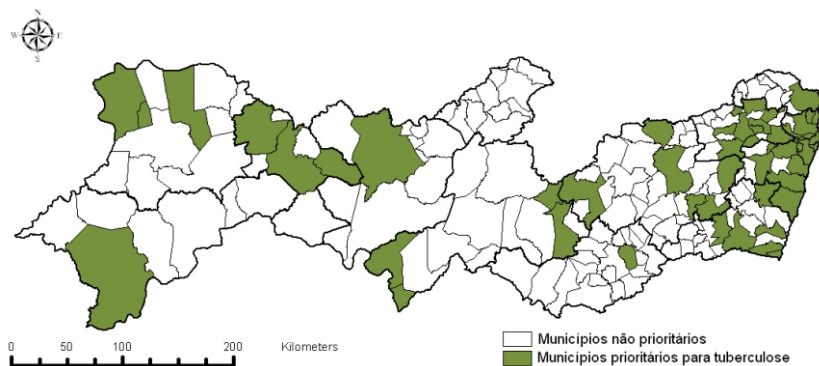 N
W E
S
0 50 100 200 Kilometers
Municípios não prioritários
Municípios prioritários para tuberculose